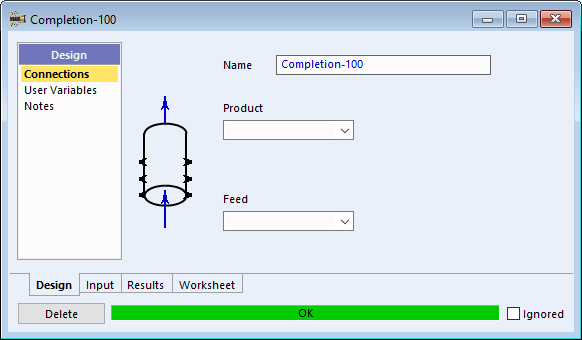 Completion-100
Design
Connections
User Variables
Notes
Name
Completion-100
Product
Feed
Design
Input
Results
Worksheet
Delete
OK
Ignored